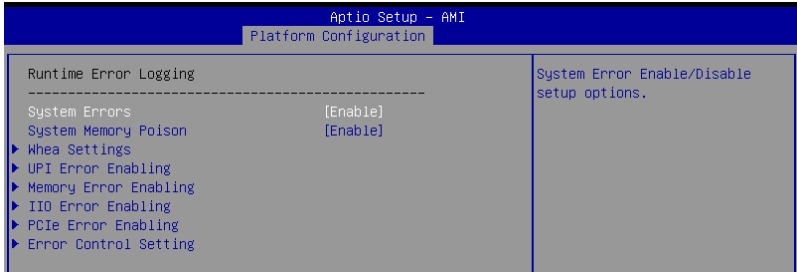 Aptio Setup – AMI
Platform Configuration
Runtime Error Logging
--------------------------------------------------
System Errors [Enable]
System Memory Poison [Enable]
Whea Settings
UPI Error Enabling
Memory Error Enabling
IIO Error Enabling
PCIe Error Enabling
Error Control Setting
System Error Enable/Disable
setup options.